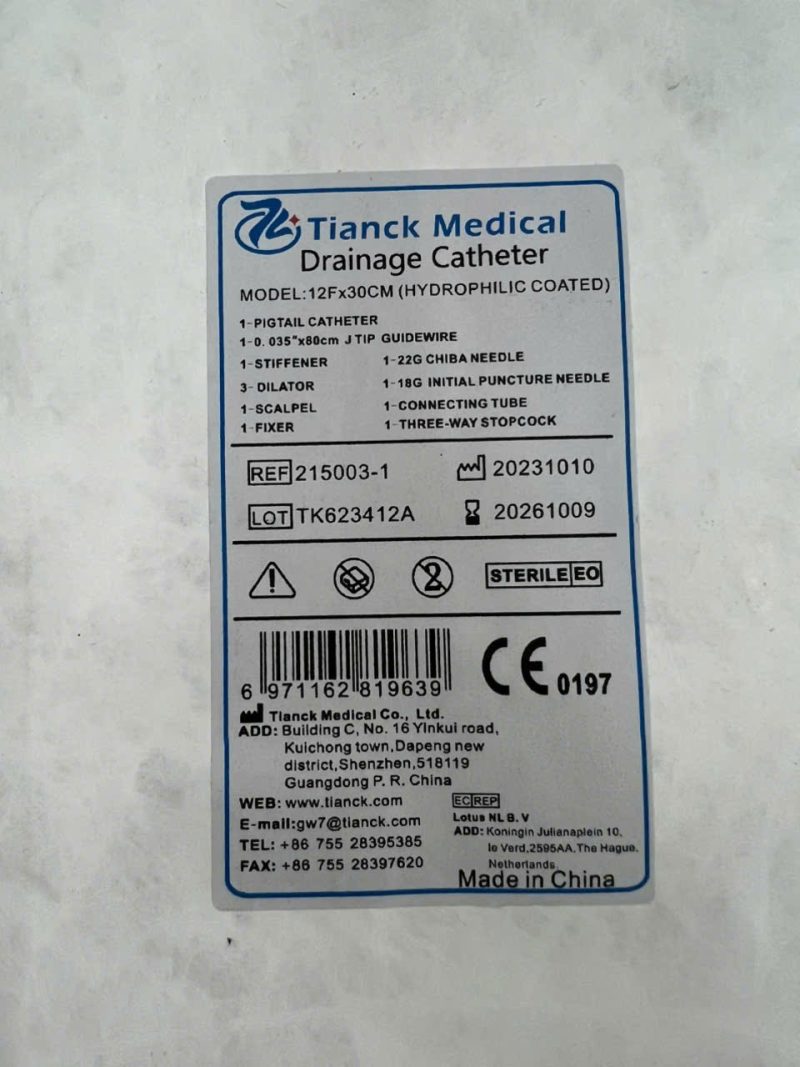 Tianck Medical
Drainage Catheter
MODEL:12Fx30CM (HYDROPHILIC COATED)
1-PIGTAIL CATHETER
1-0. 035"x80cm J TIP GUIDEWIRE
1-STIFFENER 1-22G CHIBA NEEDLE
3- DILATOR 1-18G INITIAL PUNCTURE NEEDLE
1-SCALPEL 1-CONNECTING TUBE
1-FIXER 1-THREE-WAY STOPCOCK
REF 215003-1 20231010
LOT TK623412A 20261009
2 STERILE EO
6 971162 819639 CE 0197
Tianck Medical Co., Ltd.
ADD: Building C, No. 16 Yinkui road,
Kuichong town,Dapeng new
district,Shenzhen,518119
Guangdong P. R. China
WEB: www.tianck.com
E-mail:gw7@tianck.com
TEL: +86 755 28395385
FAX: +86 755 28397620
EC REP
Lotus NL B. V
ADD: Koningin Julianaplein 10,
le Verd,2595AA,The Hague,
Netherlands.
Made in China